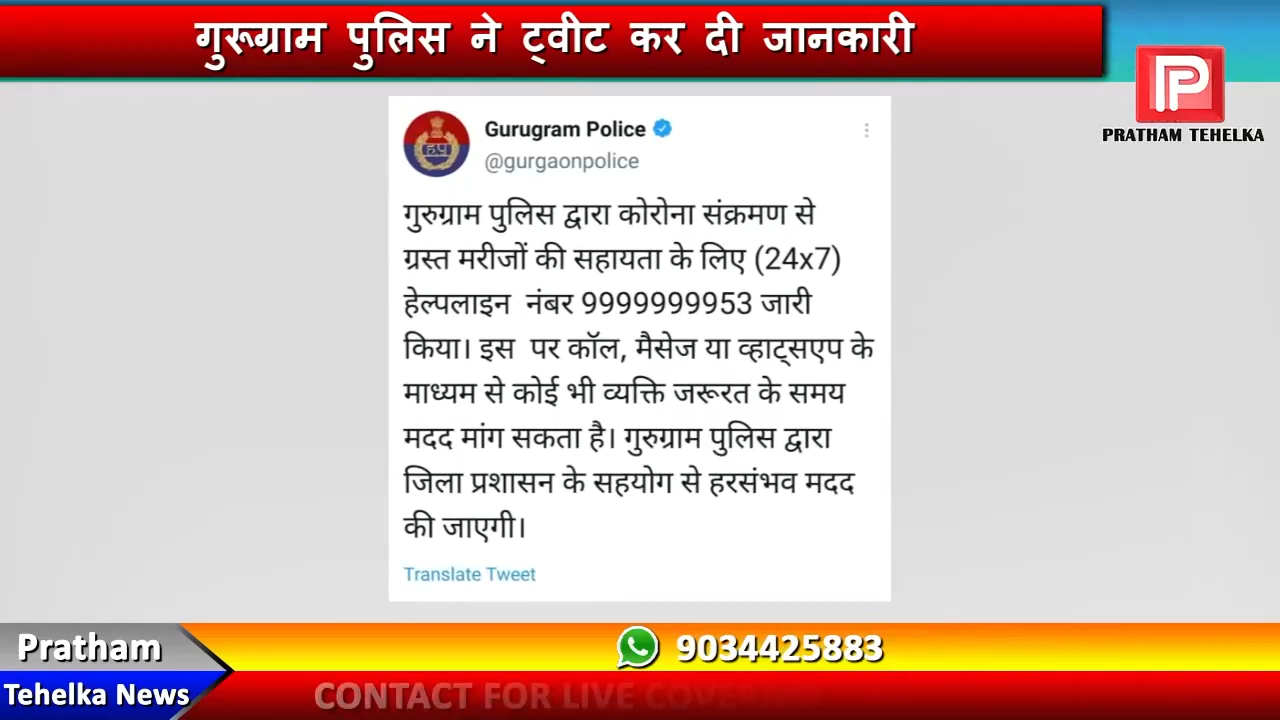 गुरूग्राम पुलिस ने ट्वीट कर दी जानकारी
PRATHAM TEHELKA
Gurugram Police
@gurgaonpolice
गुरुग्राम पुलिस द्वारा कोरोना संक्रमण से
ग्रस्त मरीजों की सहायता के लिए (24x7)
हेल्पलाइन नंबर 9999999953 जारी
किया। इस पर कॉल, मैसेज या व्हाट्सएप के
माध्यम से कोई भी व्यक्ति जरूरत के समय
मदद मांग सकता है। गुरुग्राम पुलिस द्वारा
जिला प्रशासन के सहयोग से हरसंभव मदद
की जाएगी।
Translate Tweet
Pratham
Tehelka News
9034425883
CONTACT FOR LIVE